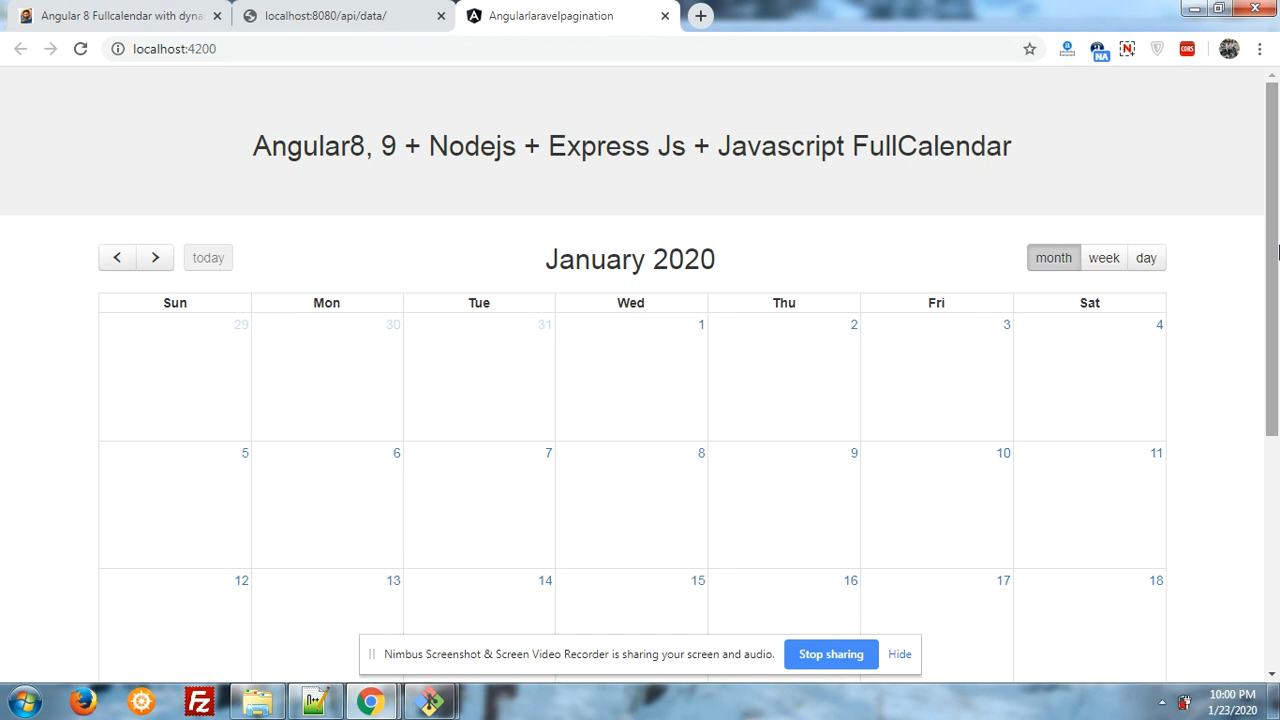 Angular 8 Fullcalendar with dyna
localhost:8080/api/data/
Angularlaravelpagination
localhost:4200
NA
N
CORS
Angular8, 9 + Nodejs + Express Js + Javascript FullCalendar
today
January 2020
month week day
Sun Mon Tue Wed Thu Fri Sat
29 30 31 1 2 3 4
5 6 7 8 9 10 11
12 13 14 15 16 17 18
Nimbus Screenshot & Screen Video Recorder is sharing your screen and audio. Stop sharing Hide
Fz
10:00 PM
1/23/2020